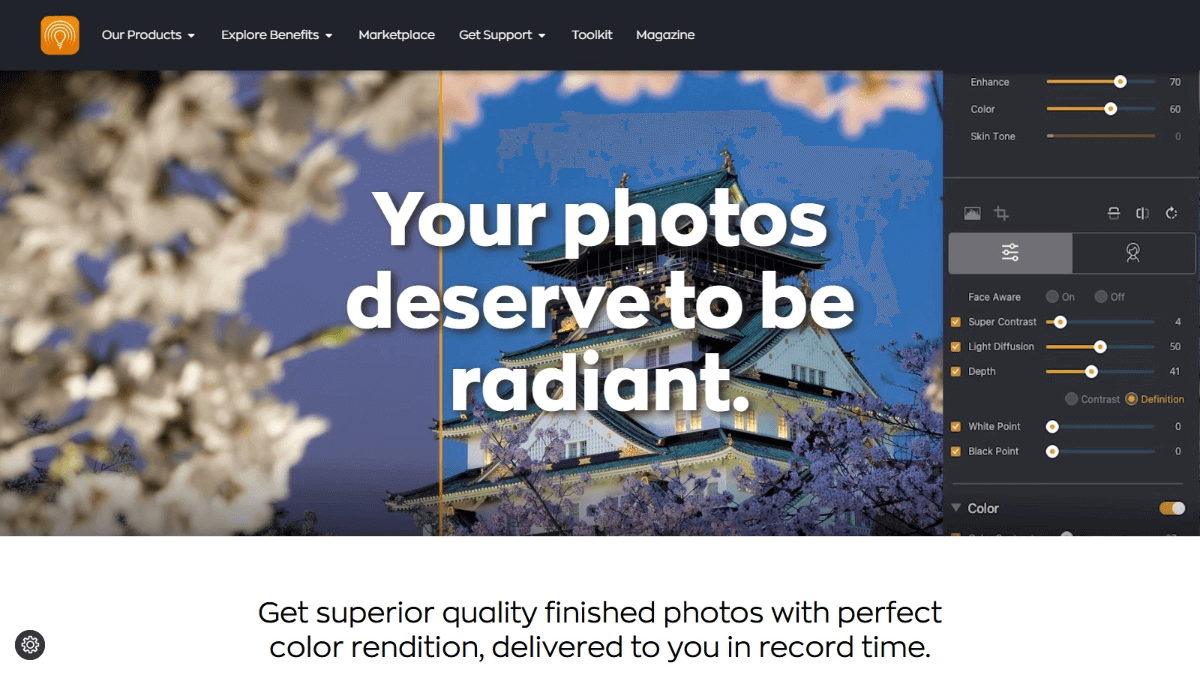 Our Products
Explore Benefits
Marketplace
Get Support
Toolkit
Magazine
Your photos
deserve to be
radiant.
Enhance 70
Color 60
Skin Tone 0
Face Aware On Off
Super Contrast 4
Light Diffusion 50
Depth 41
Contrast Definition
White Point 0
Black Point 0
Color
Get superior quality finished photos with perfect
color rendition, delivered to you in record time.